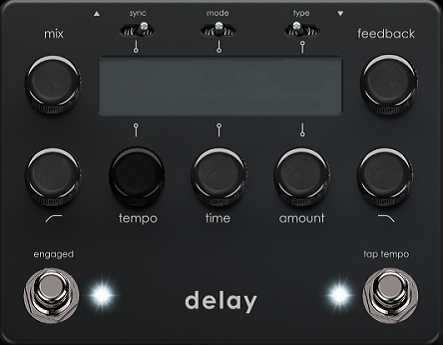 sync mode type
mix feedback
tempo time amount
engaged tap tempo
delay